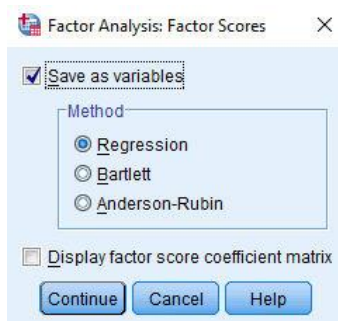 Factor Analysis: Factor Scores
Save as variables
Method
Regression
Bartlett
Anderson-Rubin
Display factor score coefficient matrix
Continue Cancel Help